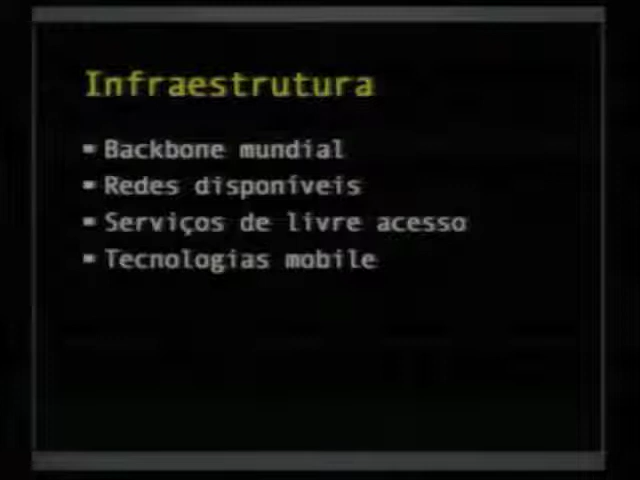 Infraestrutura
Backbone mundial
Redes disponíveis
Serviços de livre acesso
Tecnologias mobile